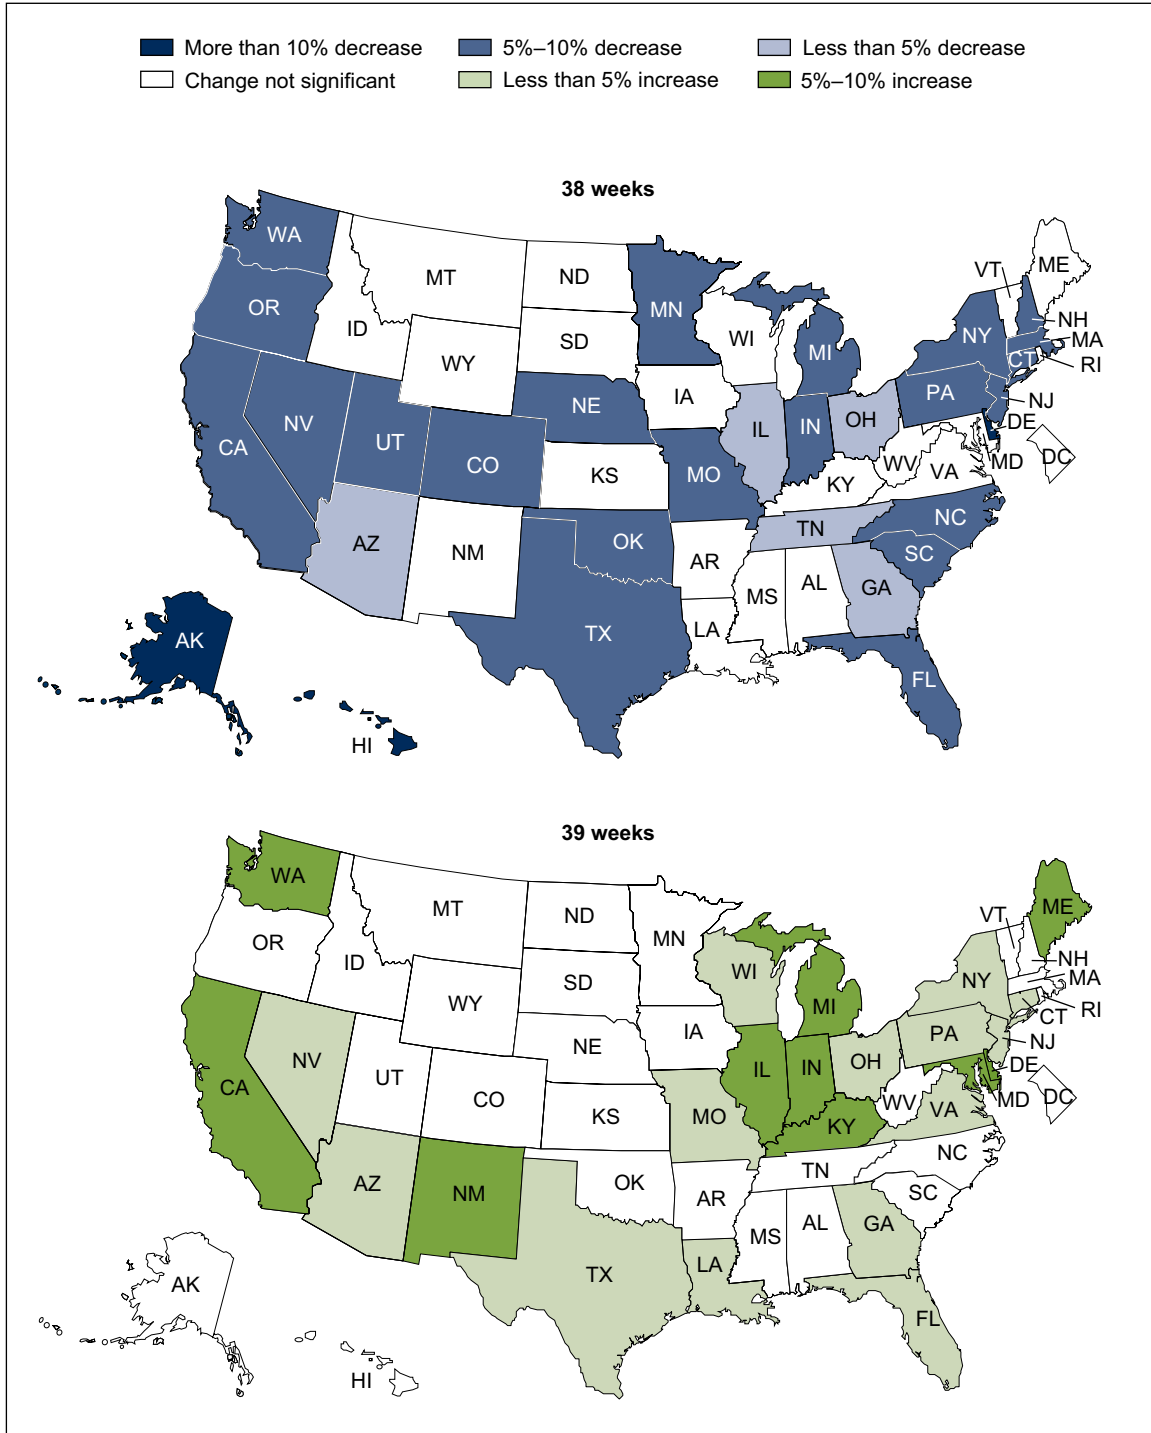 More than 10% decrease 5%–10% decrease Less than 5% decrease
Change not significant Less than 5% increase 5%–10% increase
38 weeks
WA
MT
ND
MN
VT
ME
OR
ID
SD
WI
MI
NY
NH
MA
CT
RI
WY
IA
PA
NJ
NE
NV
UT
CO
IL
IN
OH
DE
MD
DC
CA
KS
MO
WV
VA
KY
AZ
NM
OK
AR
TN
NC
SC
MS
AL
GA
TX
LA
FL
AK
HI
39 weeks
WA
MT
ND
MN
VT
ME
OR
ID
SD
WI
MI
NY
NH
MA
RI
CT
WY
IA
PA
NJ
NE
NV
UT
CO
IL
IN
OH
DE
MD
DC
CA
KS
MO
WV
VA
KY
AZ
NM
OK
AR
TN
NC
SC
MS
AL
GA
TX
LA
FL
AK
HI